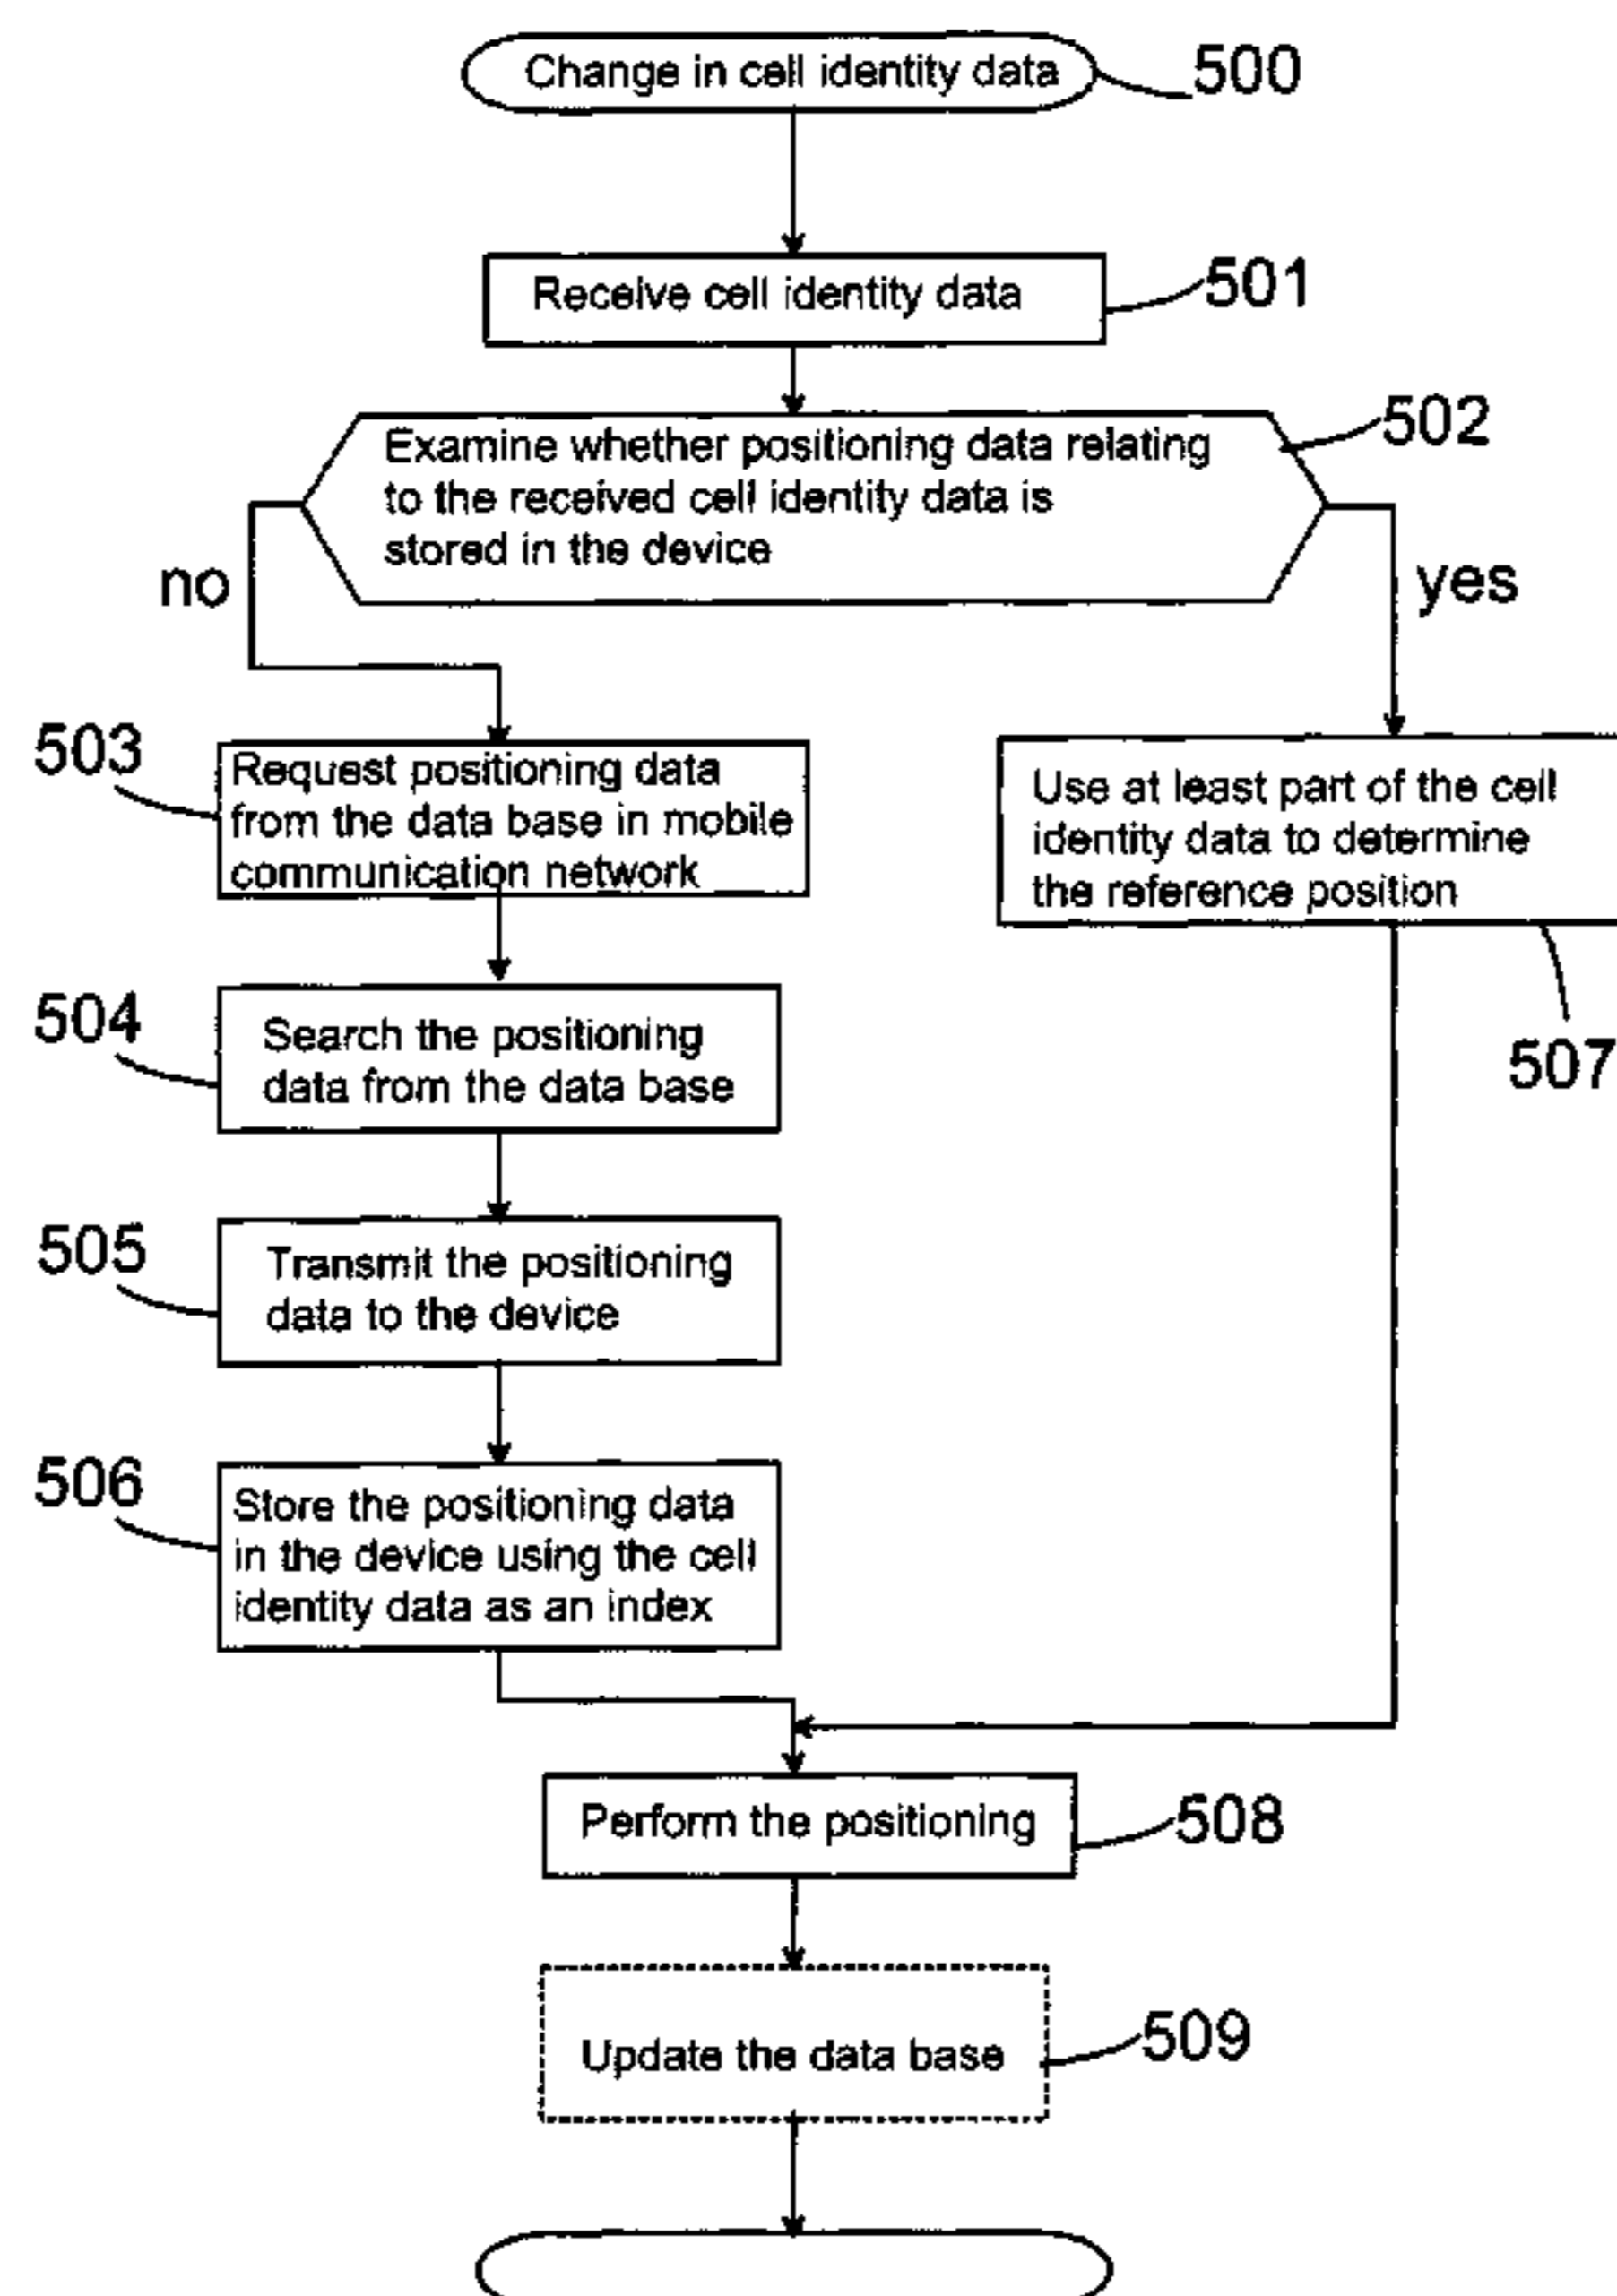 Change in cell identity data
500
Receive cell identity data
501
Examine whether positioning data relating
to the received cell identity data is
stored in the device
502
no
yes
503
Request positioning data
from the data base in mobile
communication network
Use at least part of the cell
identity data to determine
the reference position
507
504
Search the positioning
data from the data base
505
Transmit the positioning
data to the device
506
Store the positioning data
in the device using the cell
identity data as an index
Perform the positioning
508
Update the data base
509